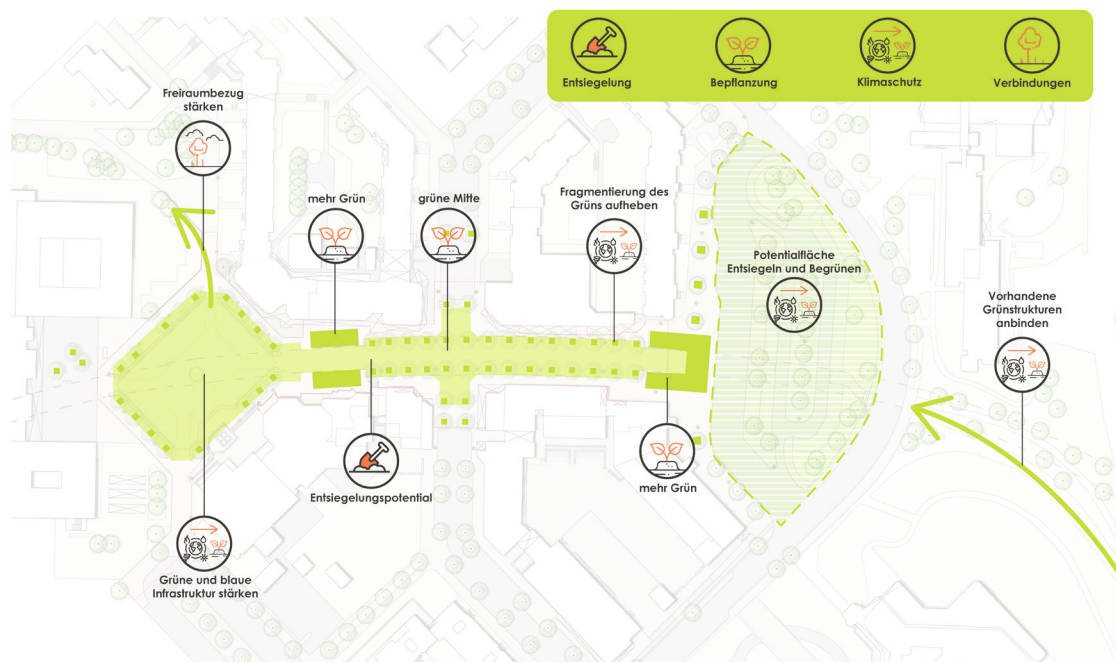 Entsiegelung
Bepflanzung
Klimaschutz
Verbindungen
Freiraumbezug
stärken
mehr Grün
grüne Mitte
Fragmentierung des
Grüns aufheben
Potentialfläche
Entsiegeln und Begrünen
Vorhandene
Grünstrukturen
anbinden
Entsiegelungspotential
mehr Grün
Grüne und blaue
Infrastruktur stärken